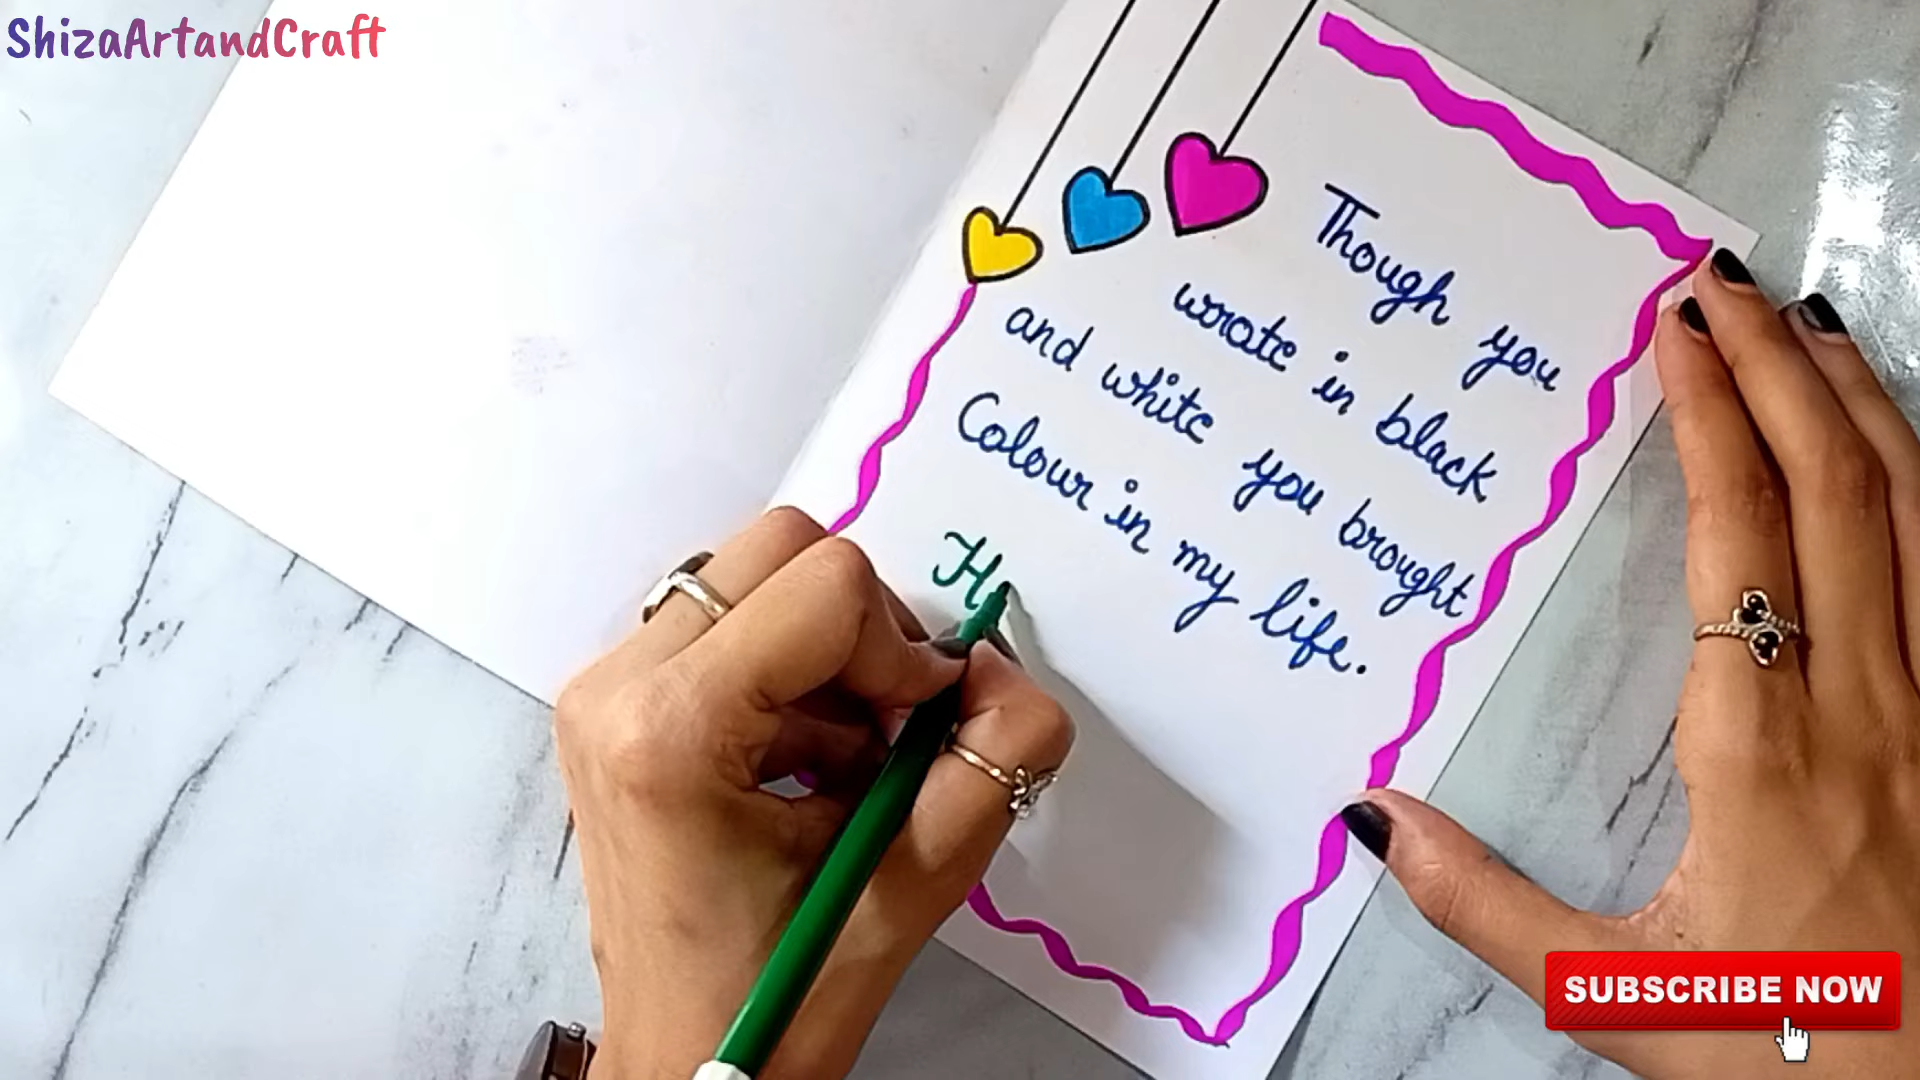 ShizaArtandCraft
Though you
wrote in black
and white you brought
Colour in my life.
H
SUBSCRIBE NOW